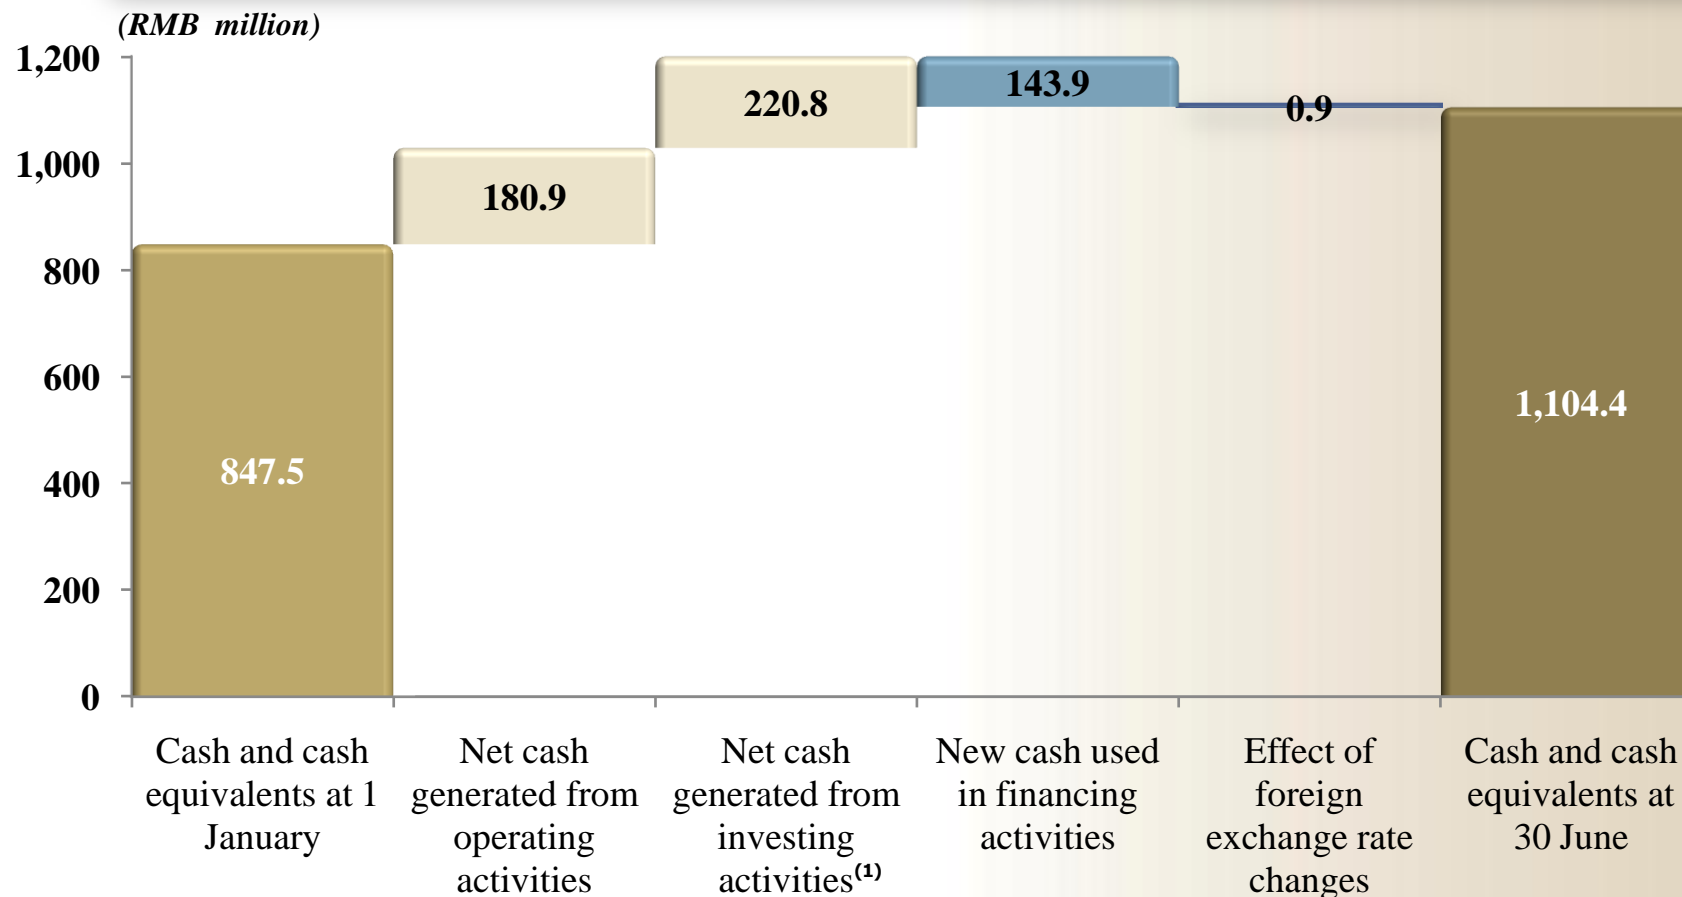 (RMB million)
1,200
1,000
800
600
400
200
0
847.5
180.9
220.8
143.9
0.9
1,104.4
Cash and cash
equivalents at 1
January
Net cash
generated from
operating
activities
Net cash
generated from
investing
activities(1)
New cash used
in financing
activities
Effect of
foreign
exchange rate
changes
Cash and cash
equivalents at
30 June